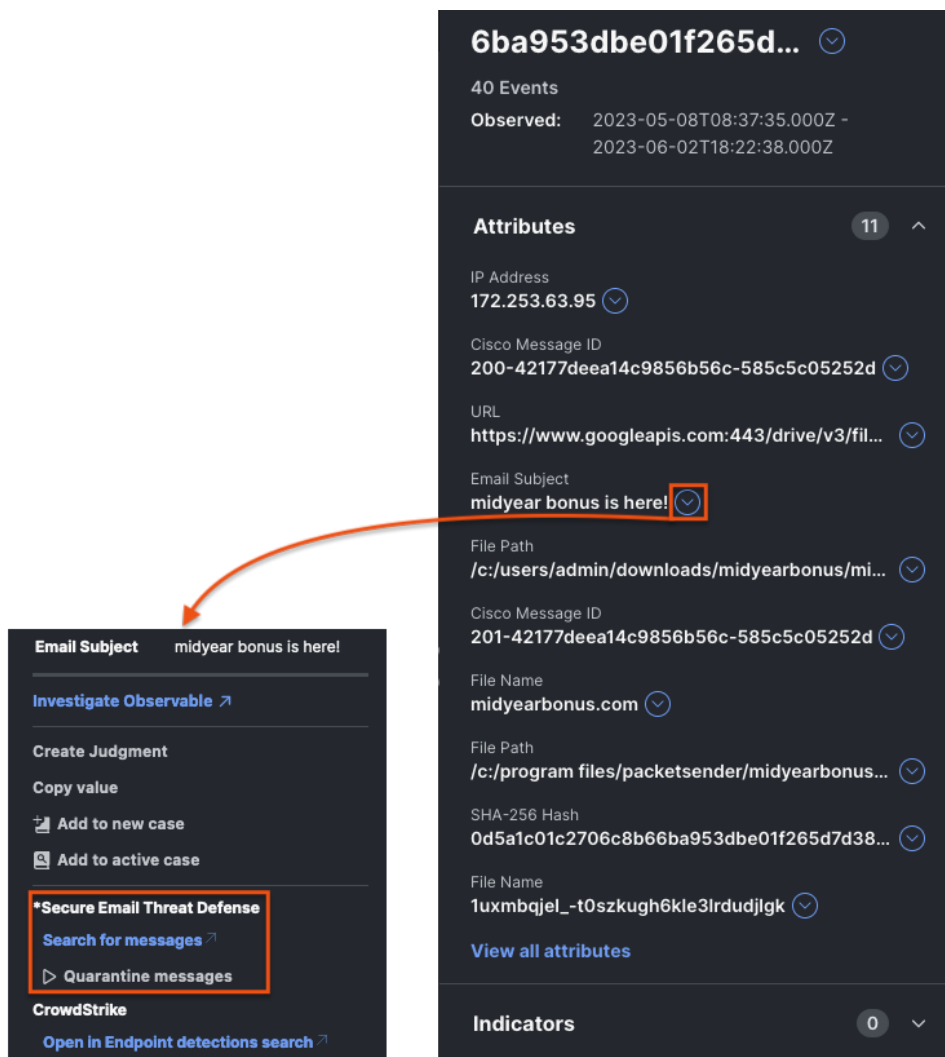 6ba953dbe01f265d...
40 Events
Observed: 2023-05-08T08:37:35.000Z -
2023-06-02T18:22:38.000Z
Attributes 11
IP Address
172.253.63.95
Cisco Message ID
200-42177deea14c9856b56c-585c5c05252d
URL
https://www.googleapis.com:443/drive/v3/fil...
Email Subject
midyear bonus is here!
File Path
/c:/users/admin/downloads/midyearbonus/mi...
Cisco Message ID
201-42177deea14c9856b56c-585c5c05252d
File Name
midyearbonus.com
File Path
/c:/program files/packetsender/midyearbonus...
SHA-256 Hash
0d5a1c01c2706c8b66ba953dbe01f265d7d38...
File Name
1uxmbqjel_-t0szkugh6kle3lrdudjlgk
View all attributes
Indicators 0
Email Subject midyear bonus is here!
Investigate Observable
Create Judgment
Copy value
Add to new case
Add to active case
*Secure Email Threat Defense
Search for messages
Quarantine messages
CrowdStrike
Open in Endpoint detections search